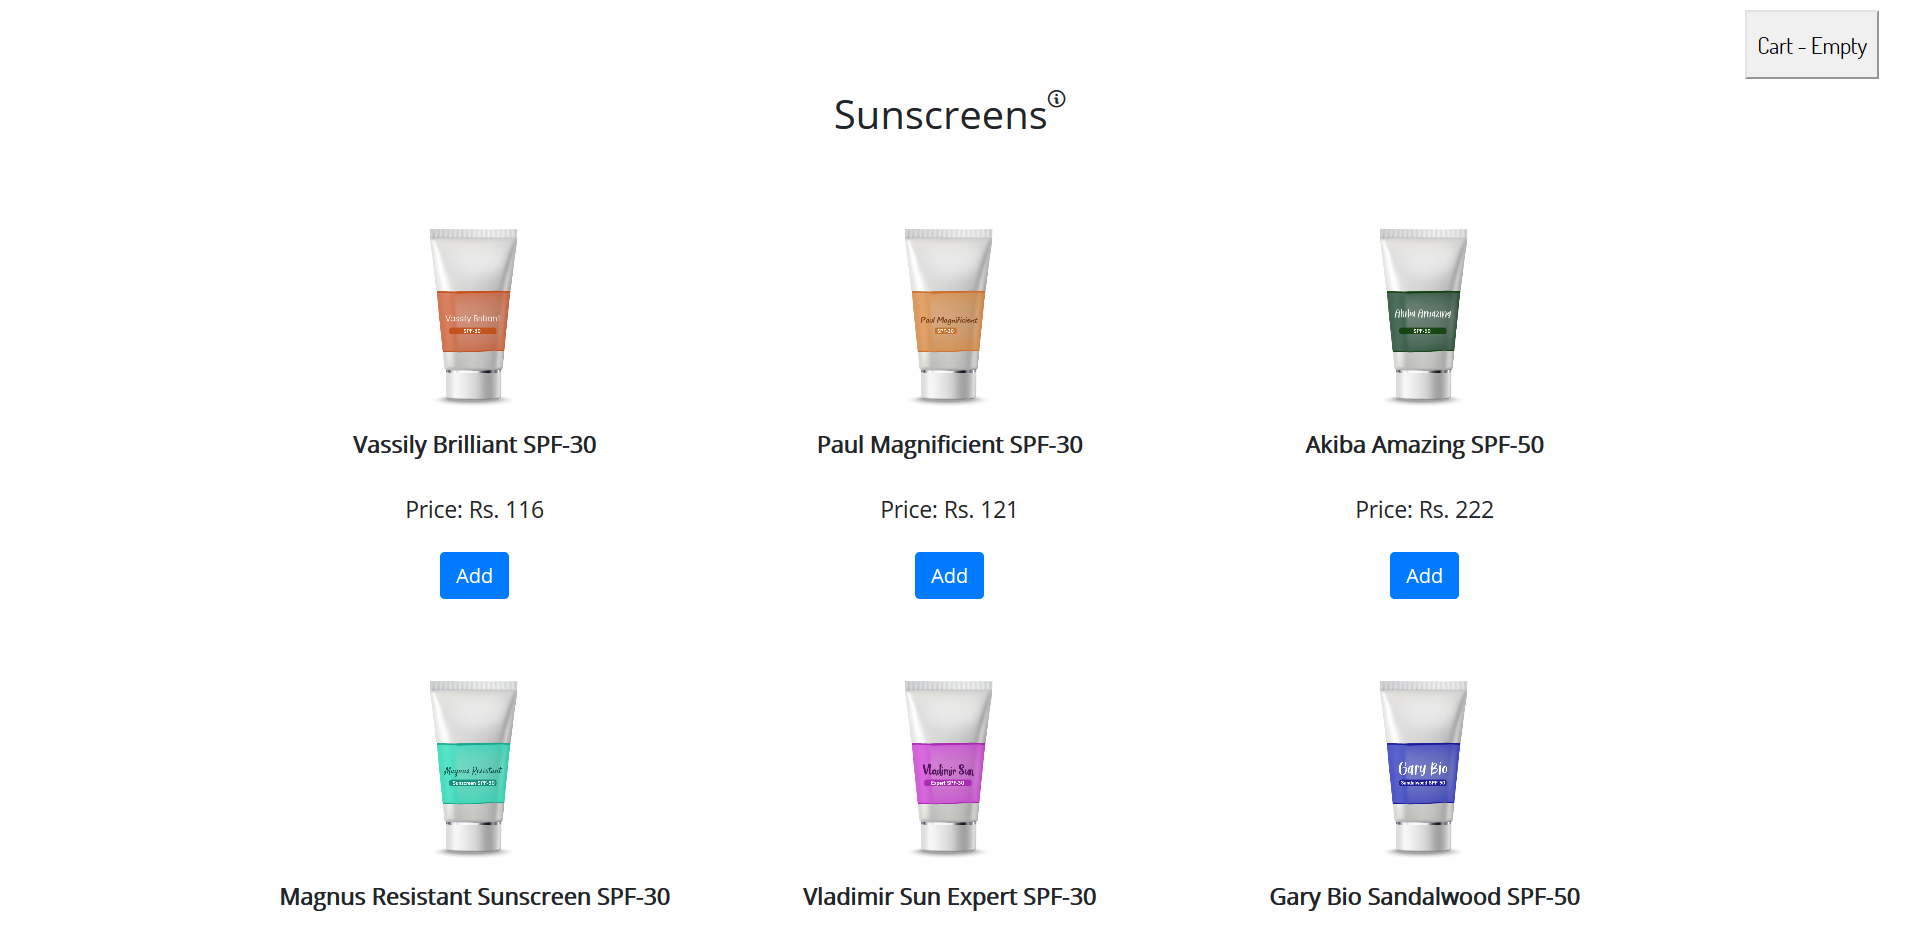 Cart - Empty
Sunscreens
Vassily Brilliant
SPF-30
Paul Magnificient
SPF-30
Akiba Amazing
SPF-50
Vassily Brilliant SPF-30
Paul Magnificient SPF-30
Akiba Amazing SPF-50
Price: Rs. 116
Price: Rs. 121
Price: Rs. 222
Add
Add
Add
Magnus Resistant
Sunscreen SPF-30
Vladimir Sun
Expert SPF-30
Gary Bio
Sandalwood SPF-50
Magnus Resistant Sunscreen SPF-30
Vladimir Sun Expert SPF-30
Gary Bio Sandalwood SPF-50